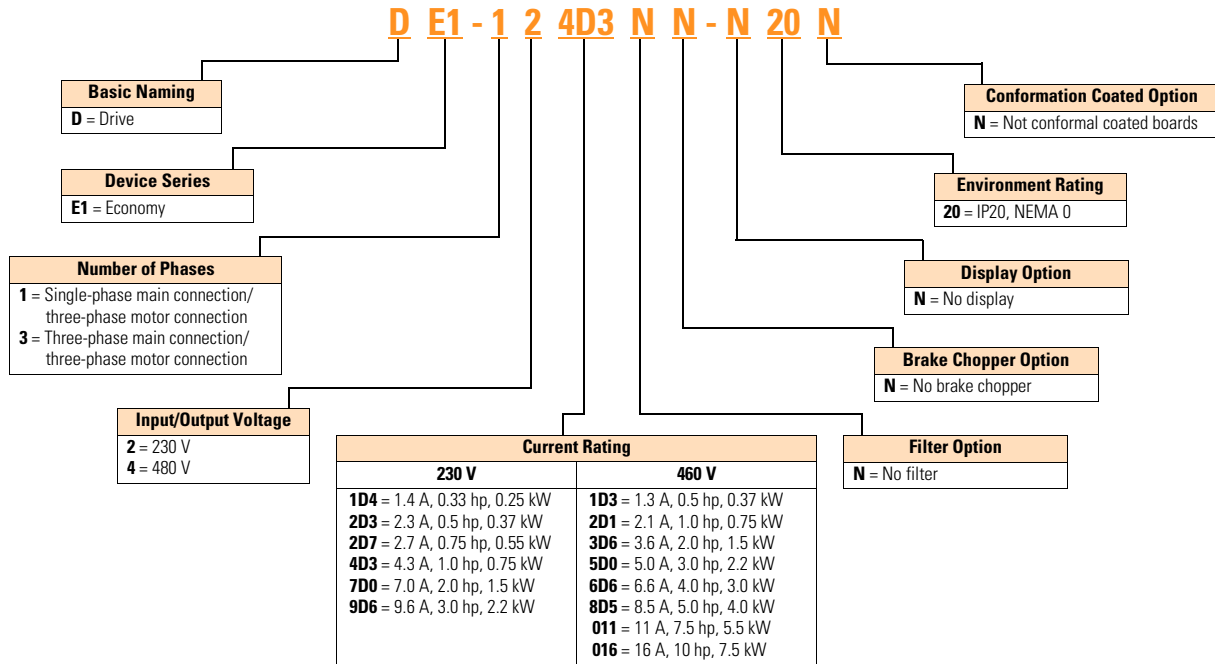 D E1 - 1 2 4D3 N N - N 20 N
Basic Naming
D = Drive
Device Series
E1 = Economy
Number of Phases
1 = Single-phase main connection/
three-phase motor connection
3 = Three-phase main connection/
three-phase motor connection
Input/Output Voltage
2 = 230 V
4 = 480 V
Current Rating
230 V
1D4 = 1.4 A, 0.33 hp, 0.25 kW
2D3 = 2.3 A, 0.5 hp, 0.37 kW
2D7 = 2.7 A, 0.75 hp, 0.55 kW
4D3 = 4.3 A, 1.0 hp, 0.75 kW
7D0 = 7.0 A, 2.0 hp, 1.5 kW
9D6 = 9.6 A, 3.0 hp, 2.2 kW
460 V
1D3 = 1.3 A, 0.5 hp, 0.37 kW
2D1 = 2.1 A, 1.0 hp, 0.75 kW
3D6 = 3.6 A, 2.0 hp, 1.5 kW
5D0 = 5.0 A, 3.0 hp, 2.2 kW
6D6 = 6.6 A, 4.0 hp, 3.0 kW
8D5 = 8.5 A, 5.0 hp, 4.0 kW
011 = 11 A, 7.5 hp, 5.5 kW
016 = 16 A, 10 hp, 7.5 kW
Filter Option
N = No filter
Brake Chopper Option
N = No brake chopper
Display Option
N = No display
Environment Rating
20 = IP20, NEMA 0
Conformation Coated Option
N = Not conformal coated boards